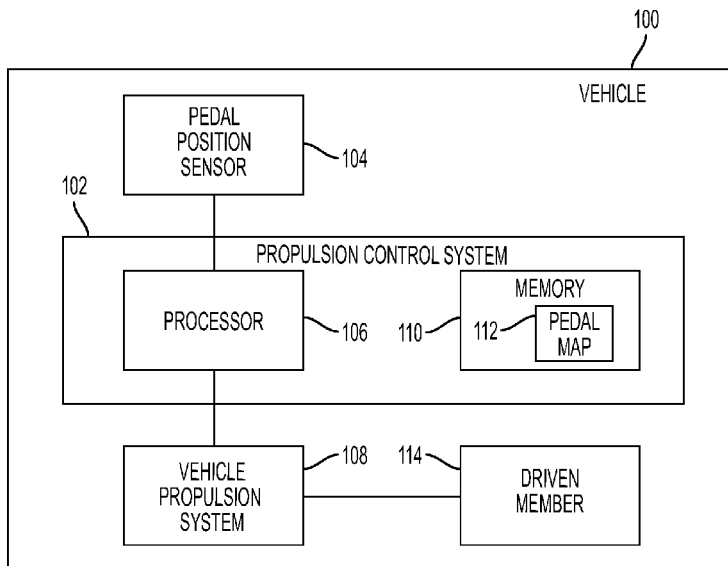 100
VEHICLE
PEDAL
POSITION
SENSOR
104
102
PROPULSION CONTROL SYSTEM
PROCESSOR
106
110
MEMORY
112
PEDAL
MAP
VEHICLE
PROPULSION
SYSTEM
108
114
DRIVEN
MEMBER